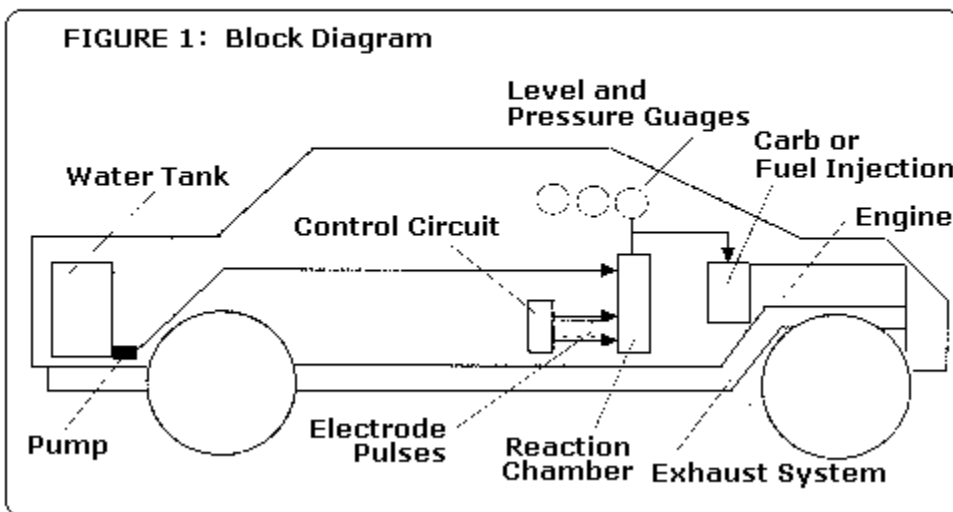 FIGURE 1: Block Diagram
Level and
Pressure Guages
Carb or
Fuel Injection
Water Tank
Control Circuit
Engine
Pump
Electrode
Pulses
Reaction
Chamber
Exhaust System